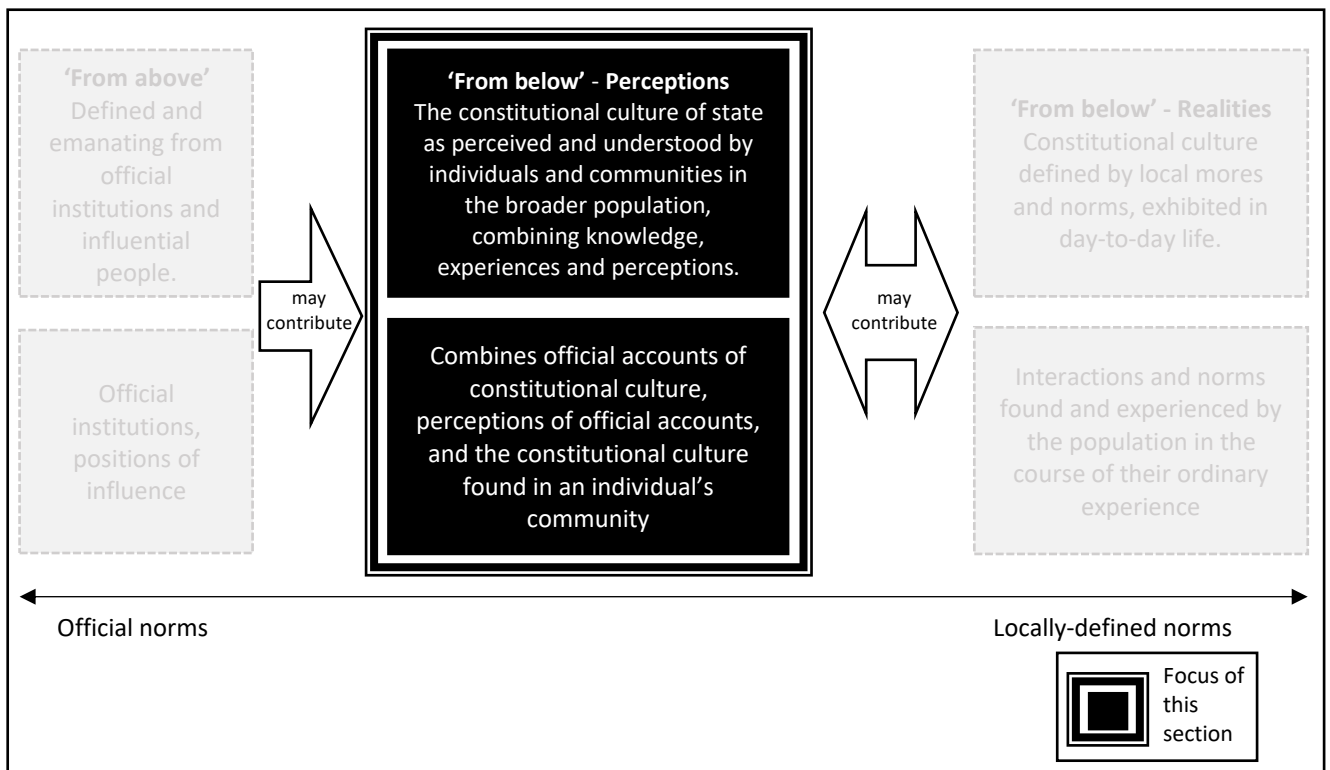 ‘From above’
Defined and
emanating from
official
institutions and
influential
people.
Official
institutions,
positions of
influence
may
contribute
‘From below’ - Perceptions
The constitutional culture of state
as perceived and understood by
individuals and communities in
the broader population,
combining knowledge,
experiences and perceptions.
Combines official accounts of
constitutional culture,
perceptions of official accounts,
and the constitutional culture
found in an individual’s
community
may
contribute
‘From below’ - Realities
Constitutional culture
defined by local mores
and norms, exhibited in
day-to-day life.
Interactions and norms
found and experienced by
the population in the
course of their ordinary
experience
Official norms
Locally-defined norms
Focus of
this
section